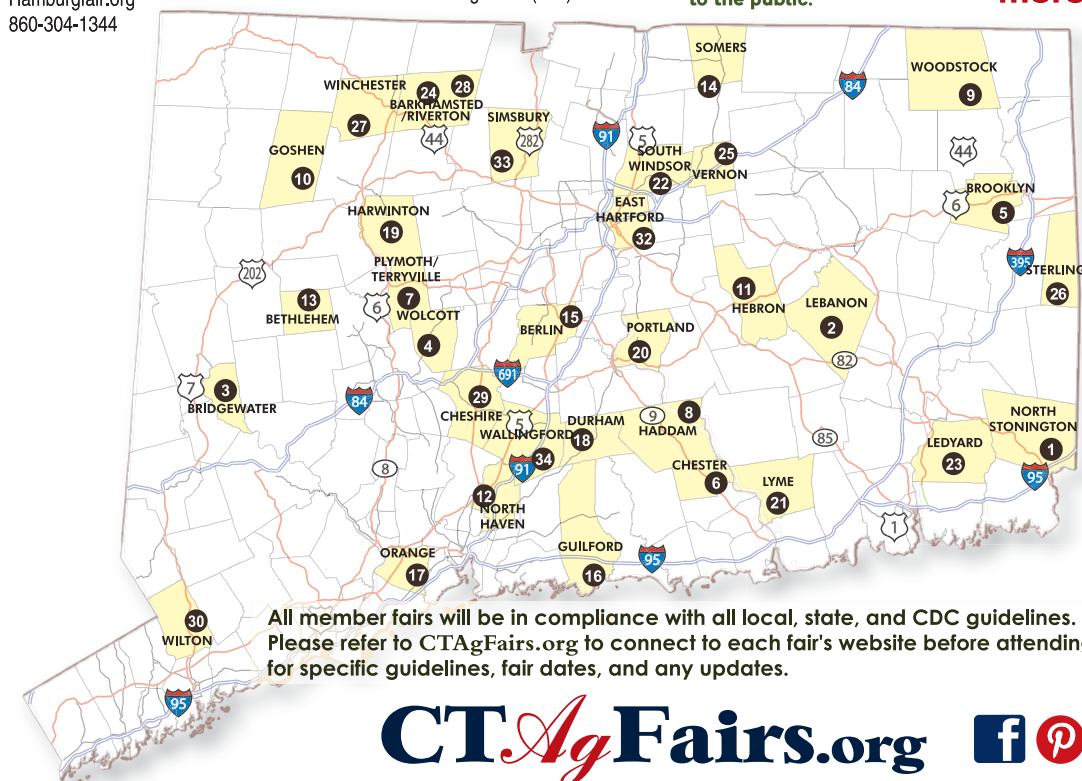 Hamburgfair.org
860-304-1344
to the public.
SOMERS
14
84
WOODSTOCK
9
WINCHESTER
24
28
BARKHAMSTED
/RIVERTON
27
44
SIMSBURY
282
33
91
5
SOUTH
WINDSOR
22
25
VERNON
44
GOSHEN
10
BROOKLYN
6
5
EAST
HARTFORD
32
HARWINTON
19
202
PLYMOTH/
TERRYVILLE
7
6
WOLCOTT
4
13
BETHLEHEM
395
STERLING
26
11
HEBRON
LEBANON
2
BERLIN
15
PORTLAND
20
82
691
7
3
BRIDGEWATER
84
29
CHESHIRE
5
WALLINGFORD
DURHAM
18
9
8
HADDAM
91
34
85
NORTH
STONINGTON
1
LEDYARD
23
95
8
CHESTER
6
LYME
21
12
NORTH
HAVEN
1
ORANGE
17
GUILFORD
16
95
30
WILTON
95
All member fairs will be in compliance with all local, state, and CDC guidelines.
Please refer to CTAgFairs.org to connect to each fair's website before attending
for specific guidelines, fair dates, and any updates.
CTAgFairs.org